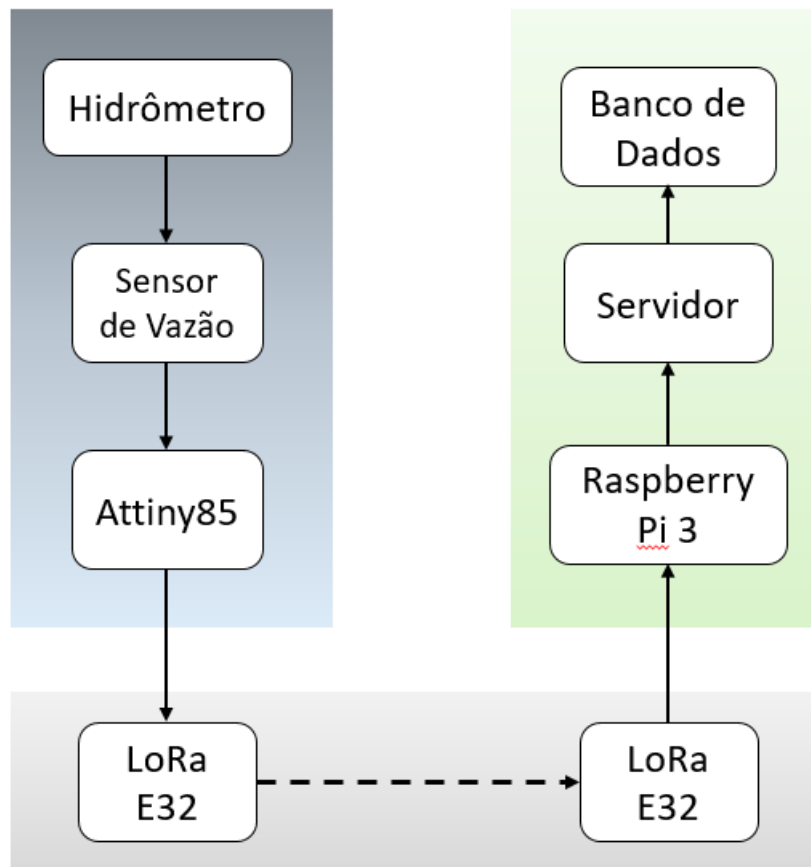 Hidrômetro
Sensor
de Vazão
Attiny85
LoRa
E32
LoRa
E32
Raspberry
Pi 3
Servidor
Banco de
Dados